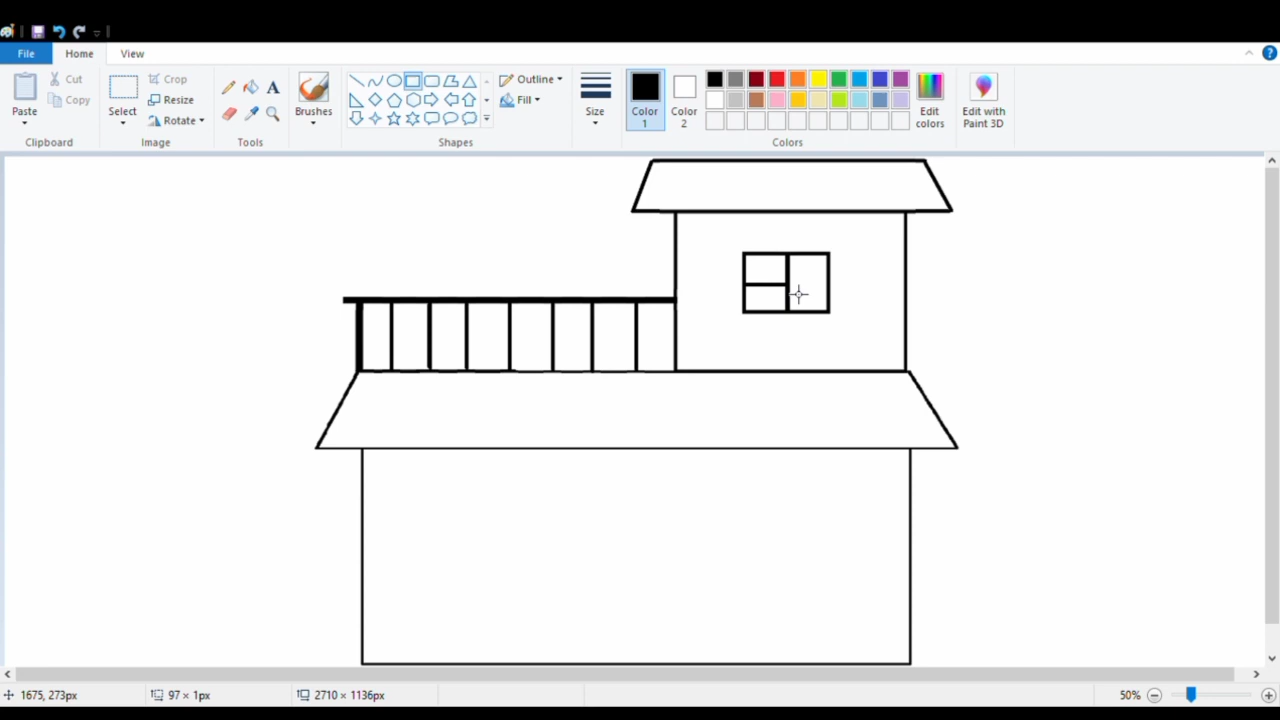 File Home View
Paste Cut Copy
Clipboard
Select Crop Resize Rotate
Image
Tools
Brushes
Outline Fill
Shapes
Size
Color 1
Color 2
Edit colors
Colors
Edit with Paint 3D
1675, 273px 97 × 1px 2710 × 1136px 50%